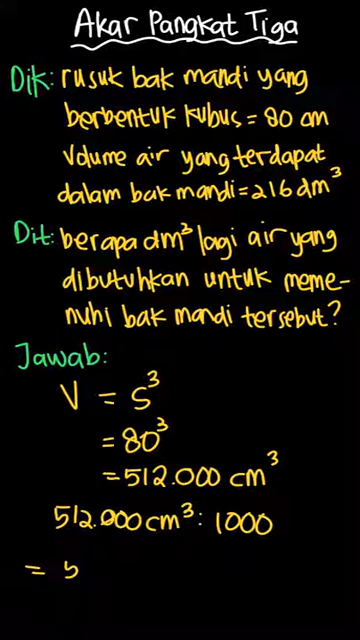 Akar Pangkat Tiga
Dik: rusuk bak mandi yang
berbentuk kubus = 80 cm
Volume air yang terdapat
dalam bak mandi = 216 dm³
Dit: berapa dm³ lagi air yang
dibutuhkan untuk meme-
nuhi bak mandi tersebut?
Jawab:
V = S³
= 80³
= 512.000 cm³
512.000 cm³ : 1000
= 5